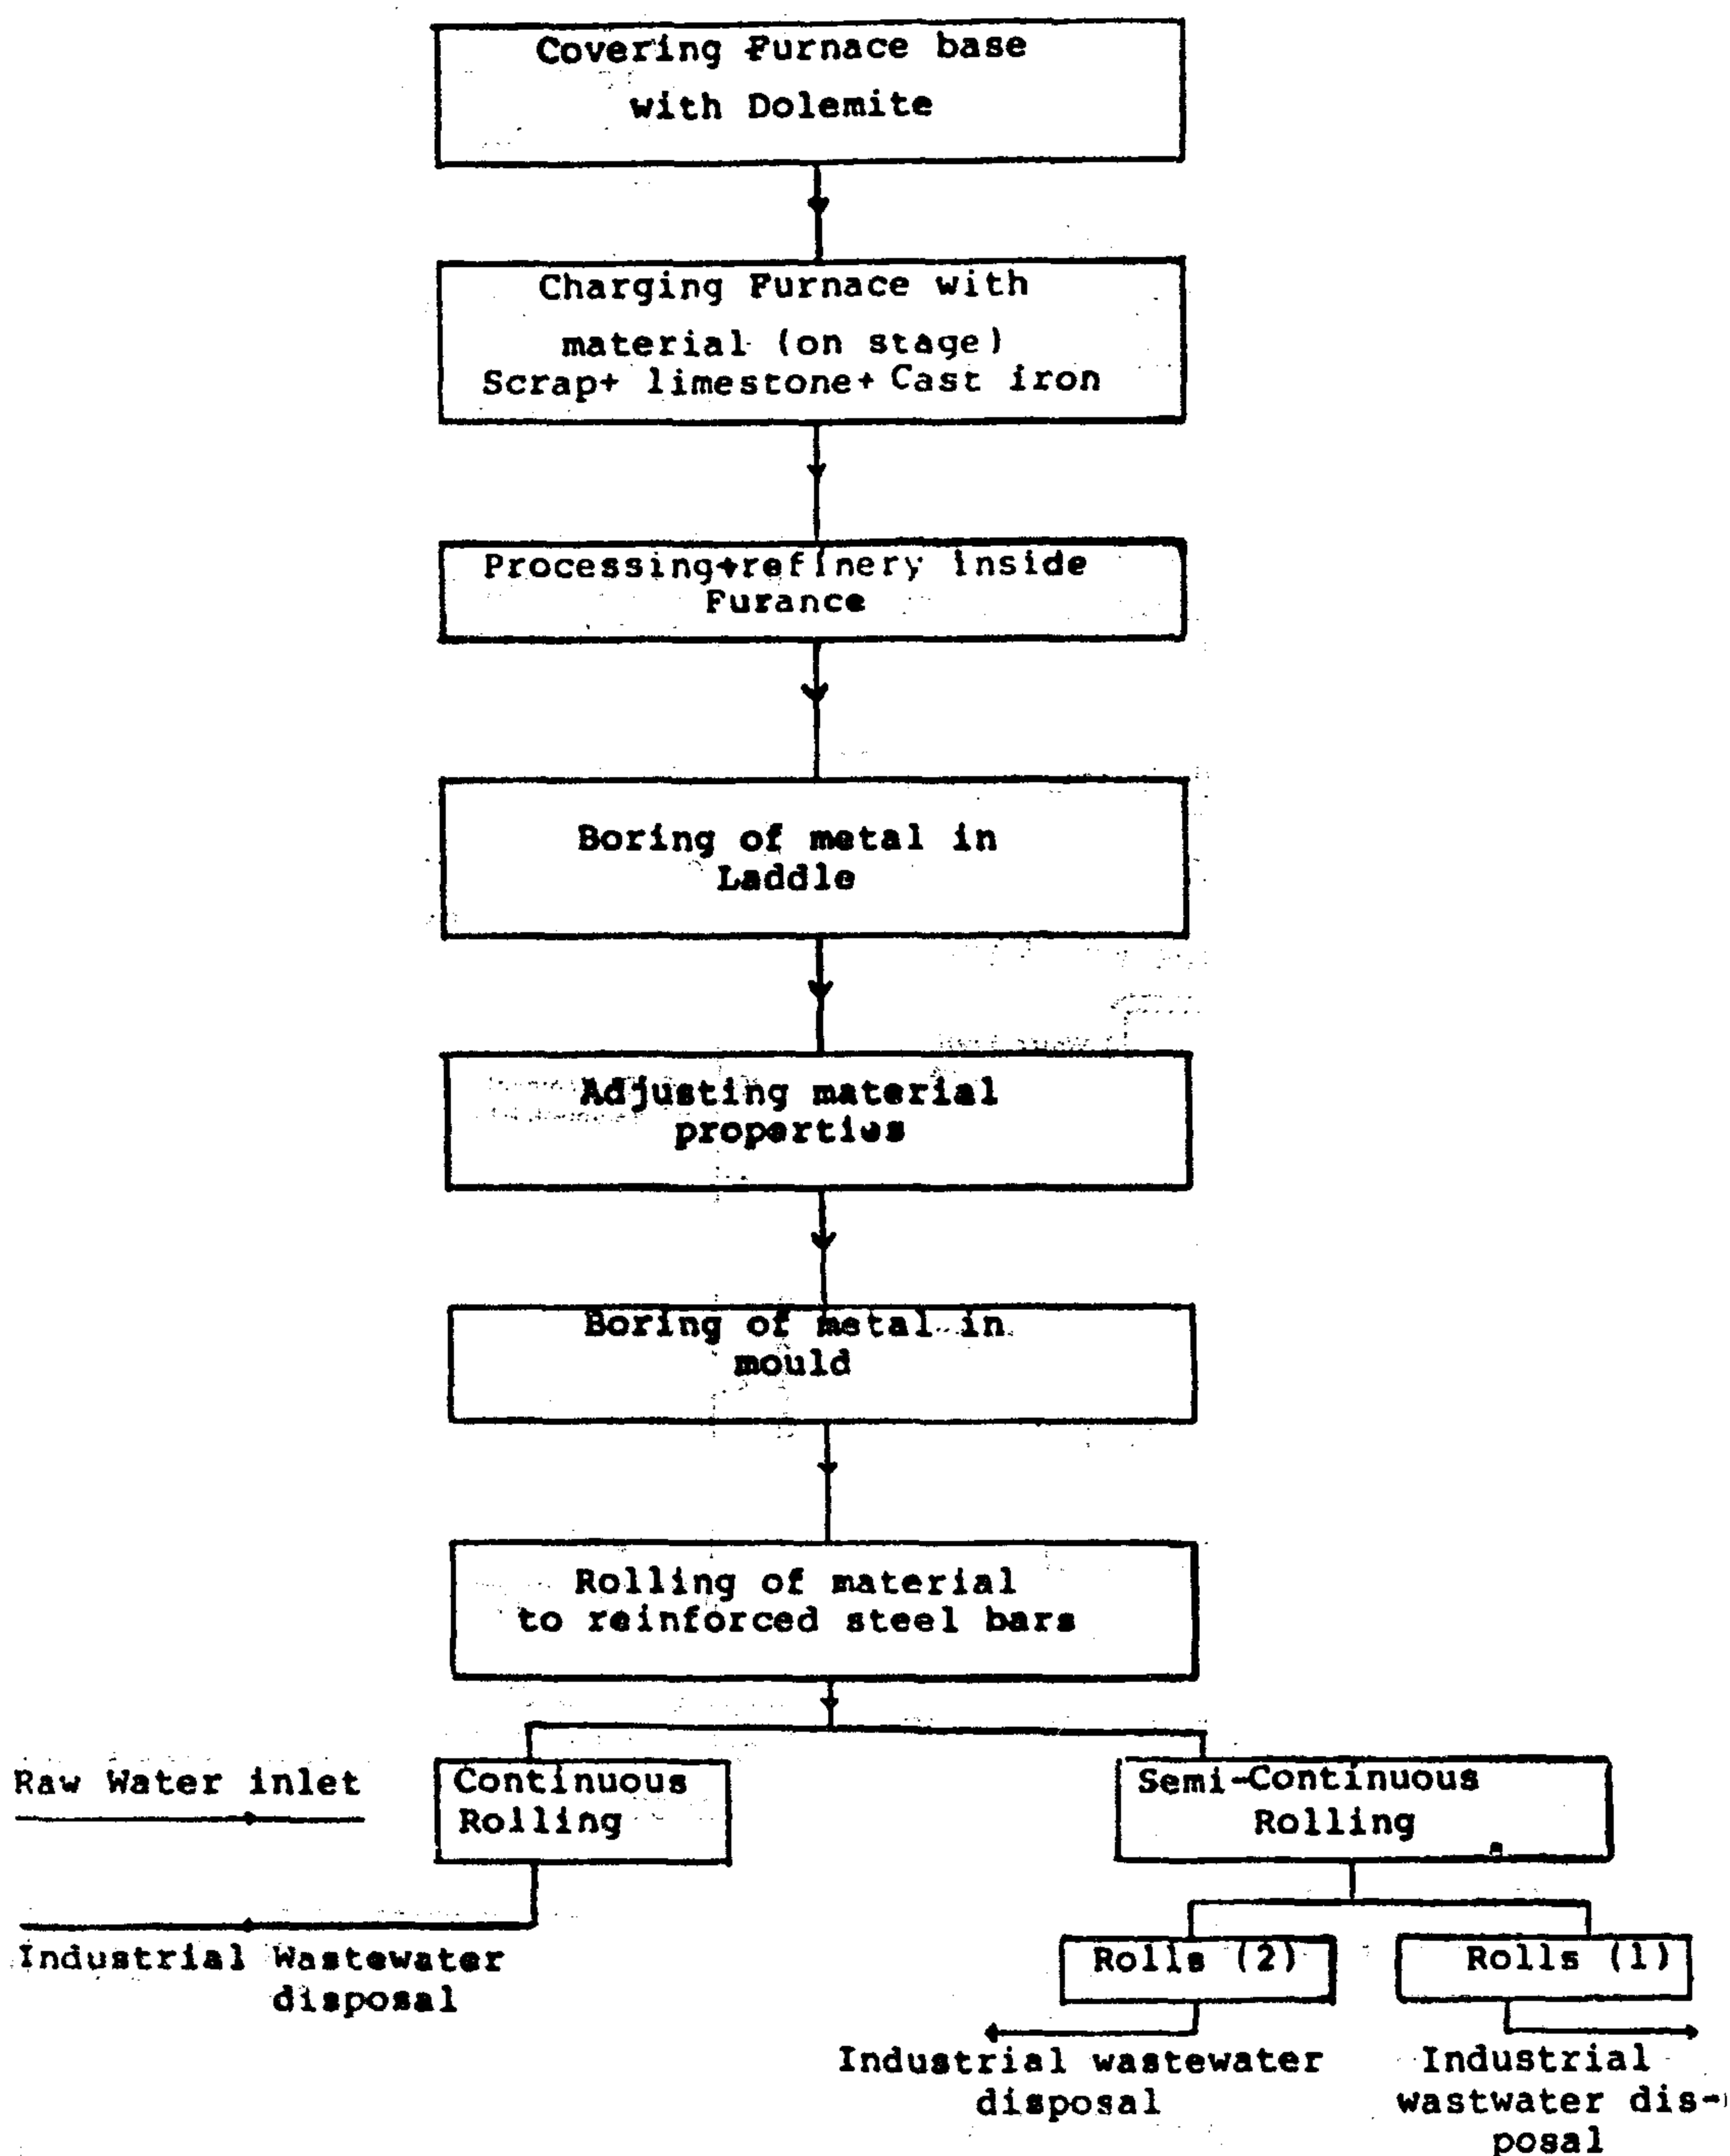 Covering Furnace base
with Dolemite
Charging Furnace with
material (on stage)
Scrap+ limestone+ Cast iron
Processing+refinery inside
Furance
Boring of metal in
Laddle
Adjusting material
properties
Boring of metal in
mould
Rolling of material
to reinforced steel bars
Raw Water inlet
Continuous
Rolling
Semi-Continuous
Rolling
Industrial Wastewater
disposal
Rolls (2)
Rolls (1)
Industrial wastewater
disposal
Industrial
wastwater dis-
posal